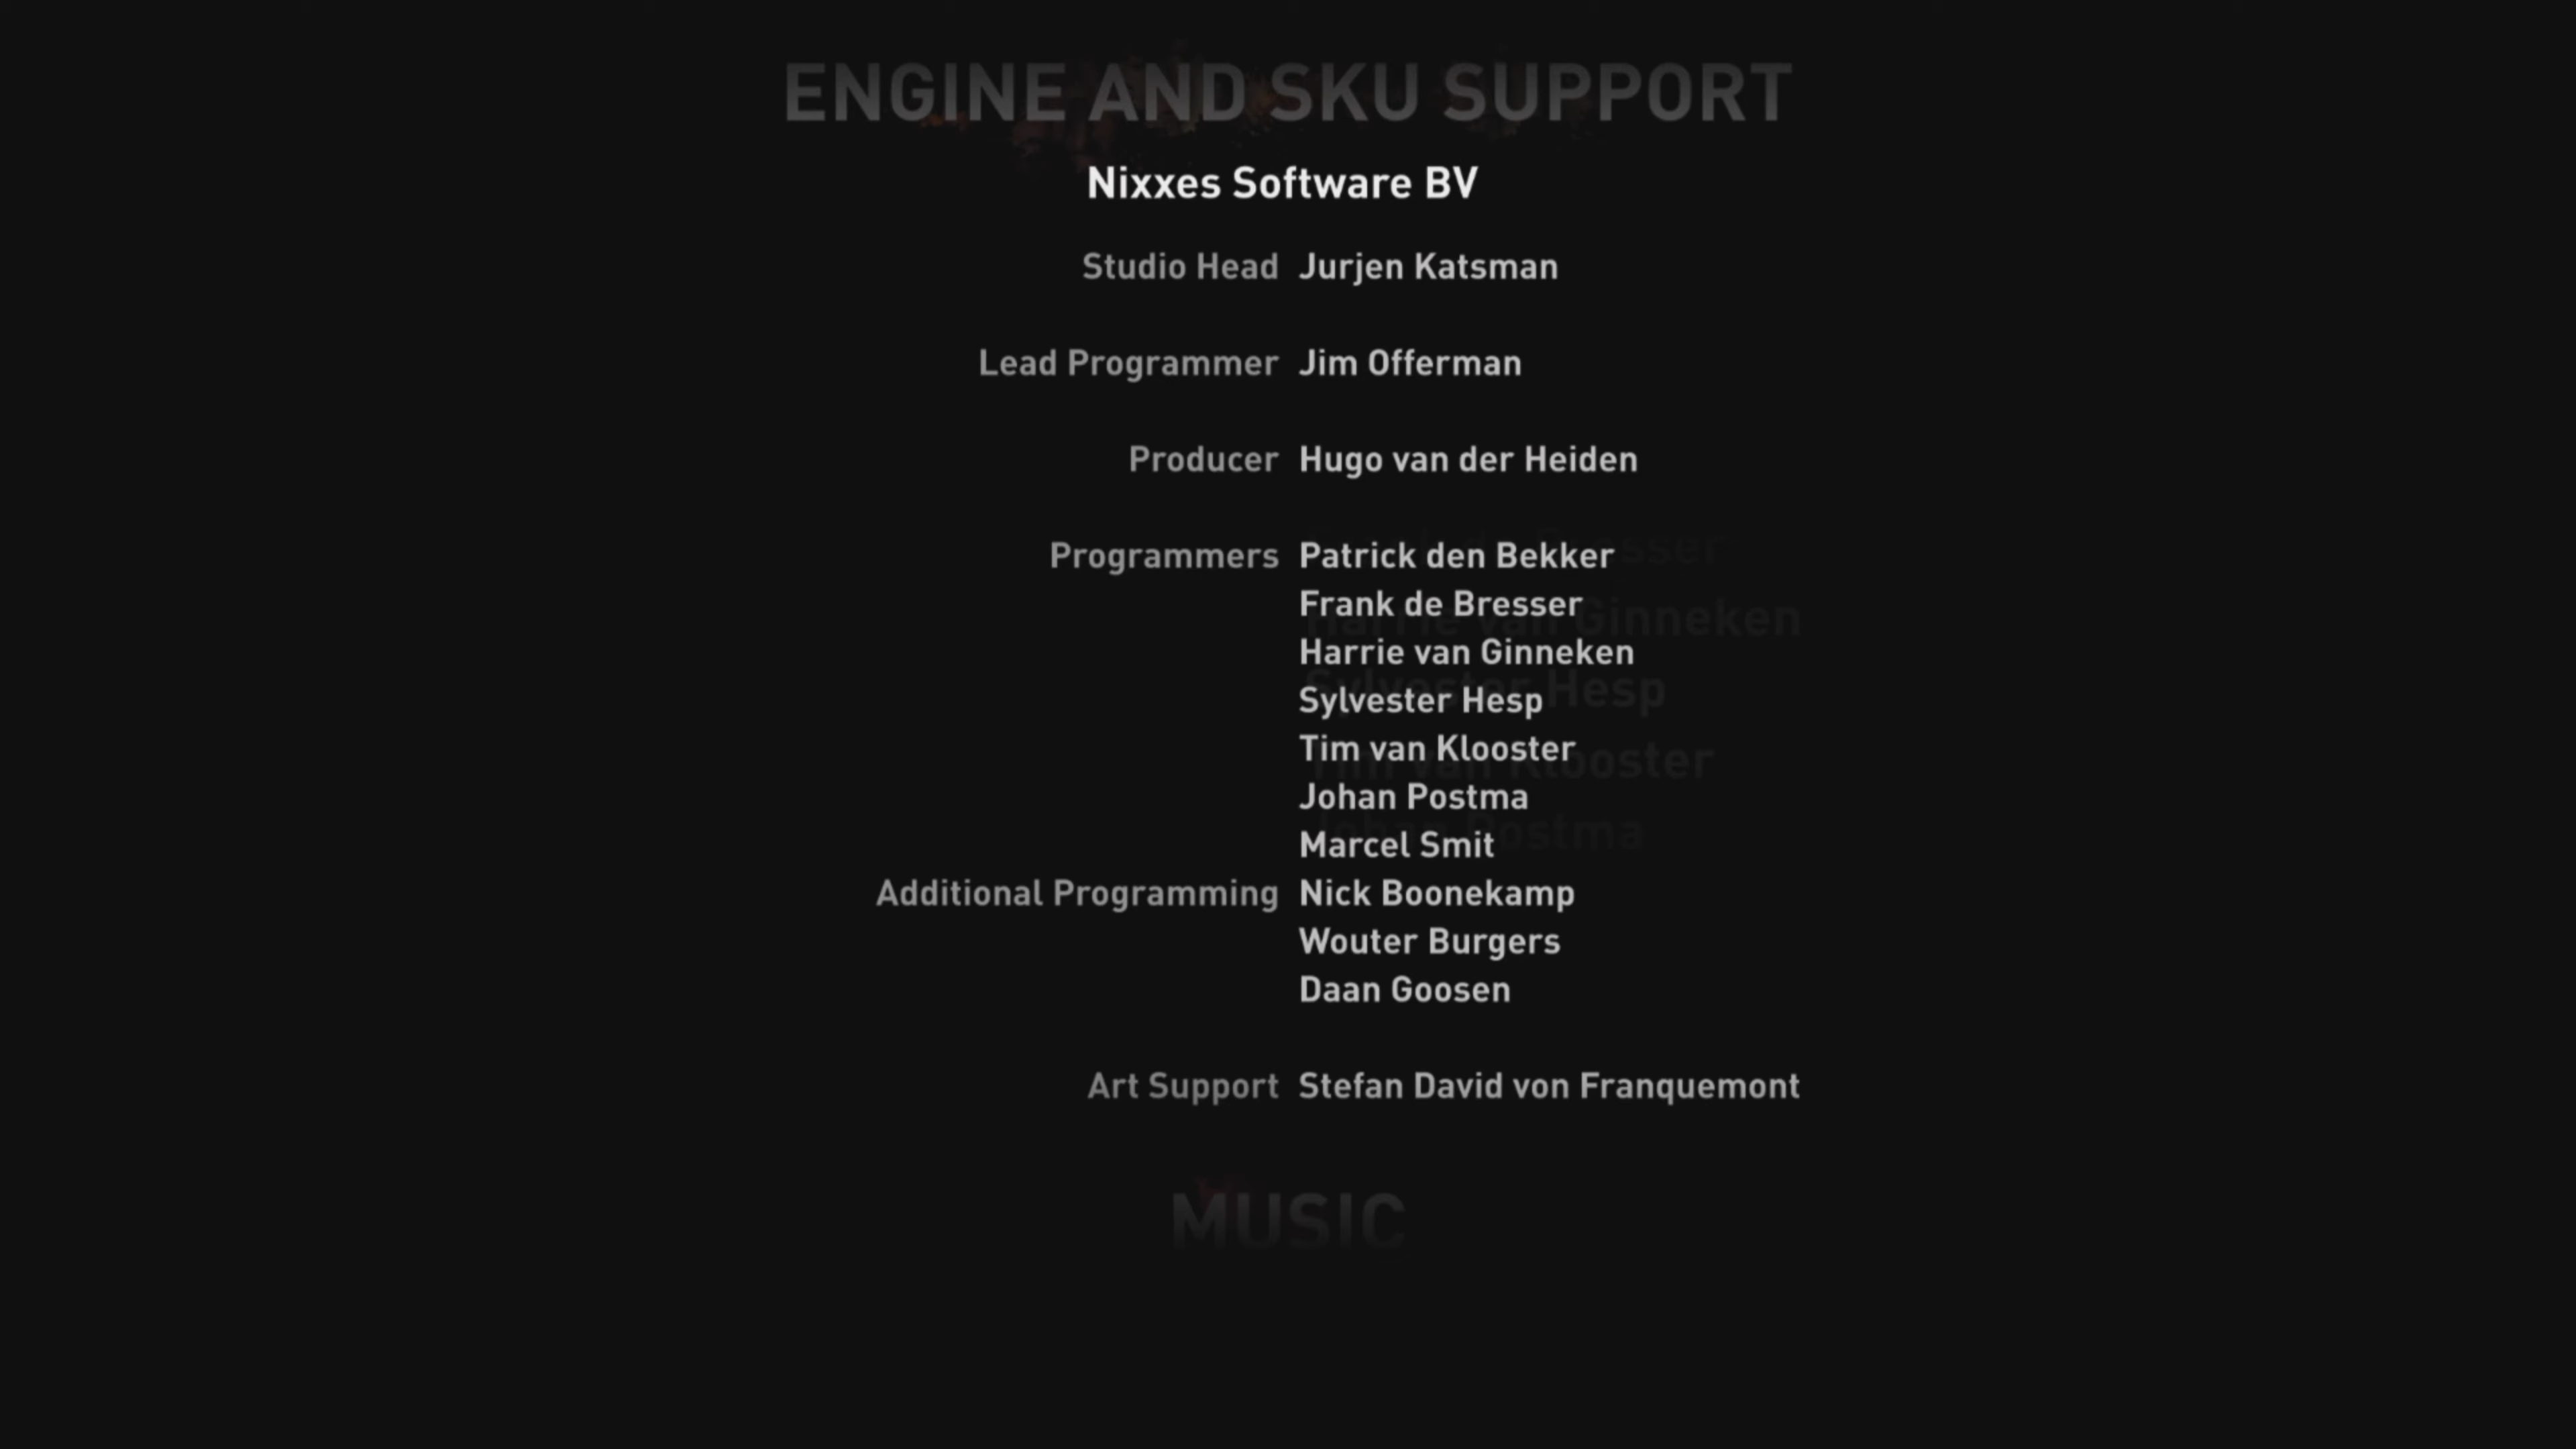 ENGINE AND SKU SUPPORT
Nixxes Software BV
Studio Head Jurjen Katsman
Lead Programmer Jim Offerman
Producer Hugo van der Heiden
Programmers Patrick den Bekker
Frank de Bresser
Harrie van Ginneken
Sylvester Hesp
Tim van Klooster
Johan Postma
Marcel Smit
Additional Programming Nick Boonekamp
Wouter Burgers
Daan Goosen
Art Support Stefan David von Franquemont
MUSIC